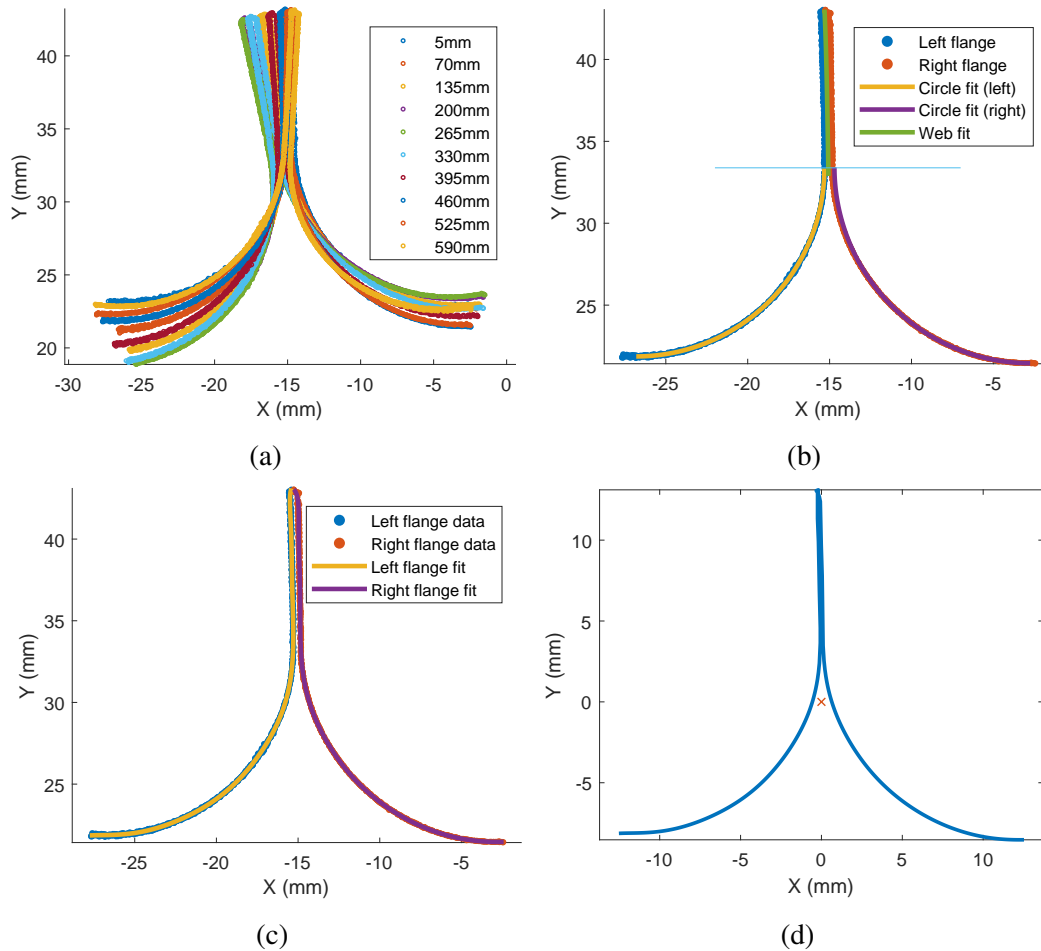 40
35
30
25
20
-30
-25
-20
-15
-10
-5
0
X (mm)
Y (mm)
5mm
70mm
135mm
200mm
265mm
330mm
395mm
460mm
525mm
590mm
(a)
40
35
30
25
-25
-20
-15
-10
-5
X (mm)
Y (mm)
Left flange
Right flange
Circle fit (left)
Circle fit (right)
Web fit
(b)
40
35
30
25
-25
-20
-15
-10
-5
X (mm)
Y (mm)
Left flange data
Right flange data
Left flange fit
Right flange fit
(c)
10
5
0
-5
-10
-5
0
5
10
X (mm)
Y (mm)
(d)